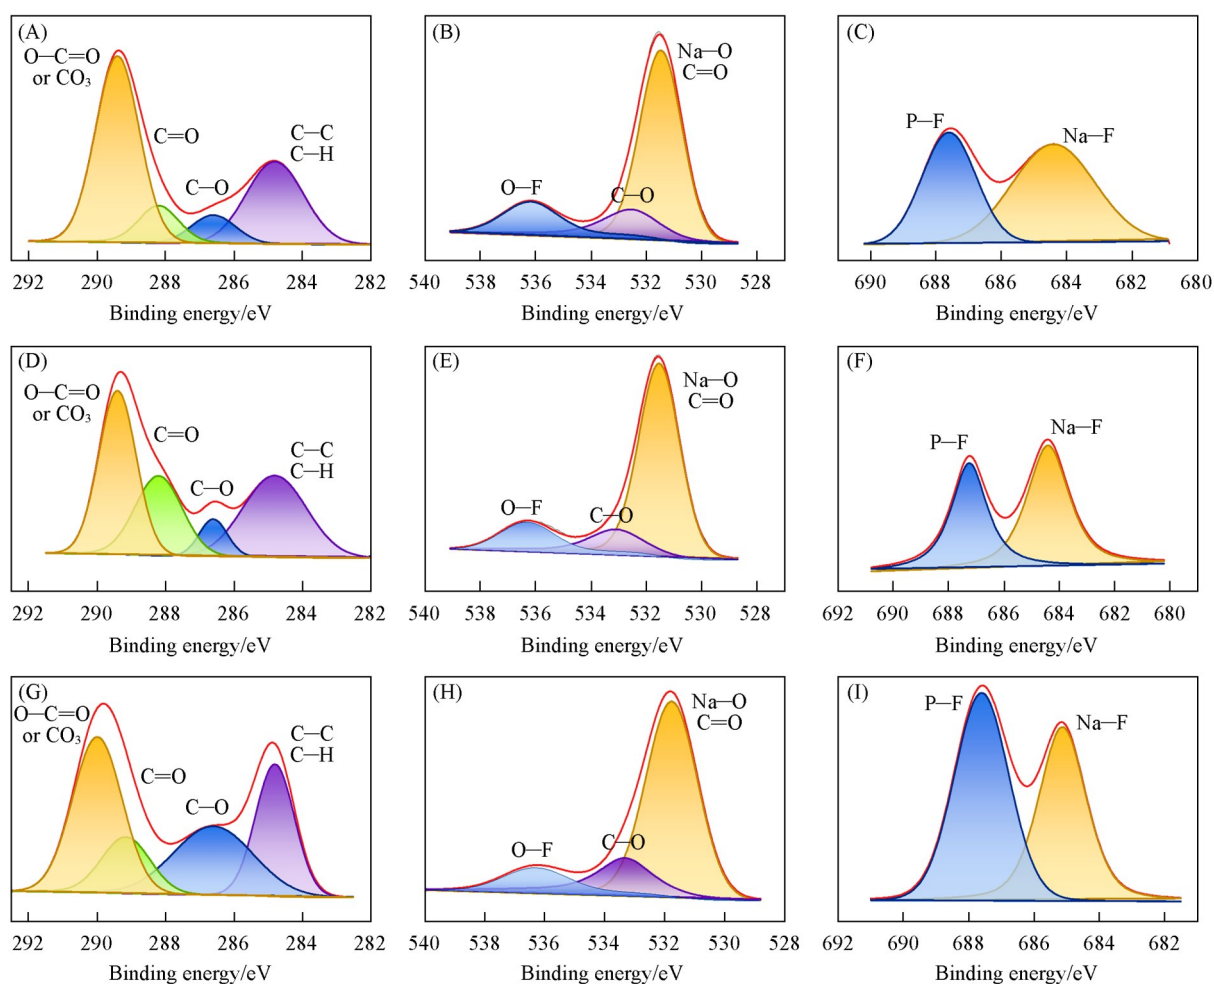 (A)
O—C=O
or CO₃
C=O
C—O
C—C
C—H
292 290 288 286 284 282
Binding energy/eV
(B)
Na—O
C=O
O—F
C—O
540 538 536 534 532 530 528
Binding energy/eV
(C)
P—F
Na—F
690 688 686 684 682 680
Binding energy/eV
(D)
O—C=O
or CO₃
C=O
C—O
C—C
C—H
292 290 288 286 284 282
Binding energy/eV
(E)
Na—O
C=O
O—F
C—O
540 538 536 534 532 530 528
Binding energy/eV
(F)
P—F
Na—F
692 690 688 686 684 682 680
Binding energy/eV
(G)
O—C=O
or CO₃
C=O
C—O
C—C
C—H
292 290 288 286 284 282
Binding energy/eV
(H)
Na—O
C=O
O—F
C—O
540 538 536 534 532 530 528
Binding energy/eV
(I)
P—F
Na—F
690 688 686 684 682
Binding energy/eV